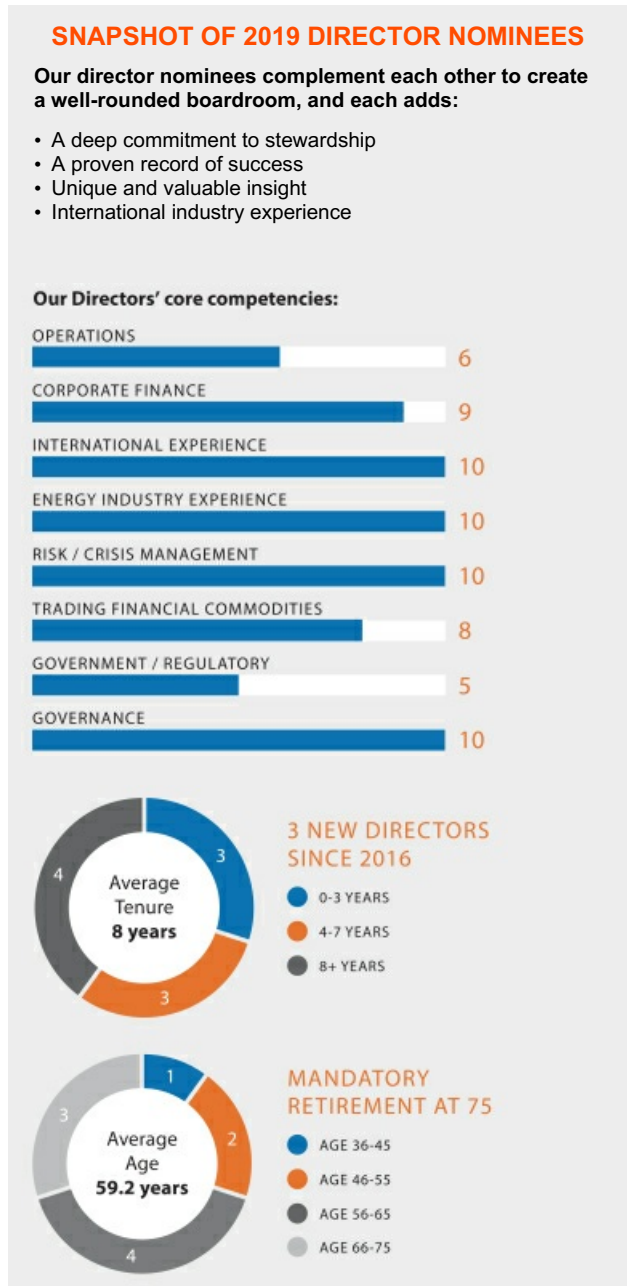 SNAPSHOT OF 2019 DIRECTOR NOMINEES
Our director nominees complement each other to create
a well-rounded boardroom, and each adds:
• A deep commitment to stewardship
• A proven record of success
• Unique and valuable insight
• International industry experience
Our Directors' core competencies:
OPERATIONS
6
CORPORATE FINANCE
9
INTERNATIONAL EXPERIENCE
10
ENERGY INDUSTRY EXPERIENCE
10
RISK / CRISIS MANAGEMENT
10
TRADING FINANCIAL COMMODITIES
8
GOVERNMENT / REGULATORY
5
GOVERNANCE
10
3
4
3
Average
Tenure
8 years
3 NEW DIRECTORS
SINCE 2016
0-3 YEARS
4-7 YEARS
8+ YEARS
1
3
2
4
Average
Age
59.2 years
MANDATORY
RETIREMENT AT 75
AGE 36-45
AGE 46-55
AGE 56-65
AGE 66-75